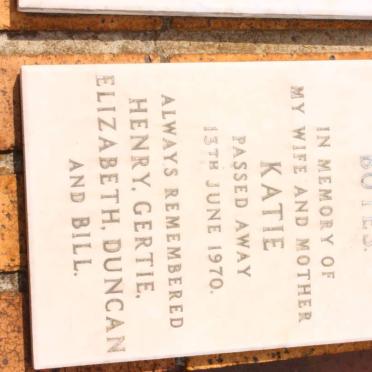 IN MEMORY OF
MY WIFE AND MOTHER
KATIE
PASSED AWAY
13TH JUNE 1970.
ALWAYS REMEMBERED
HENRY, GERTIE,
ELIZABETH, DUNCAN
AND BILL.